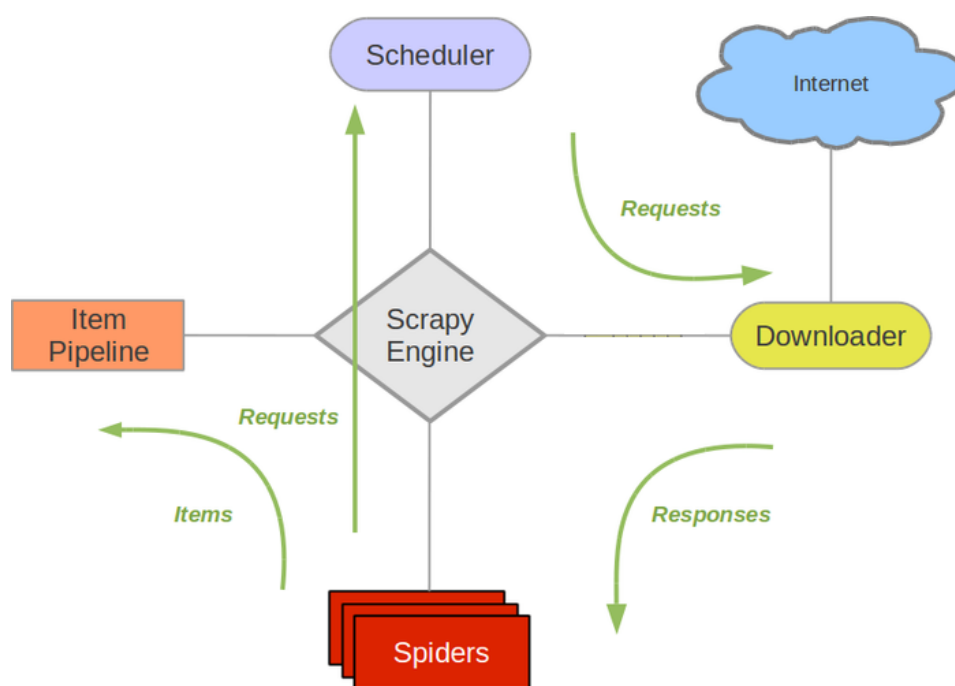 Scheduler
Internet
Requests
Item
Pipeline
Scrapy
Engine
Downloader
Requests
Items
Responses
Spiders